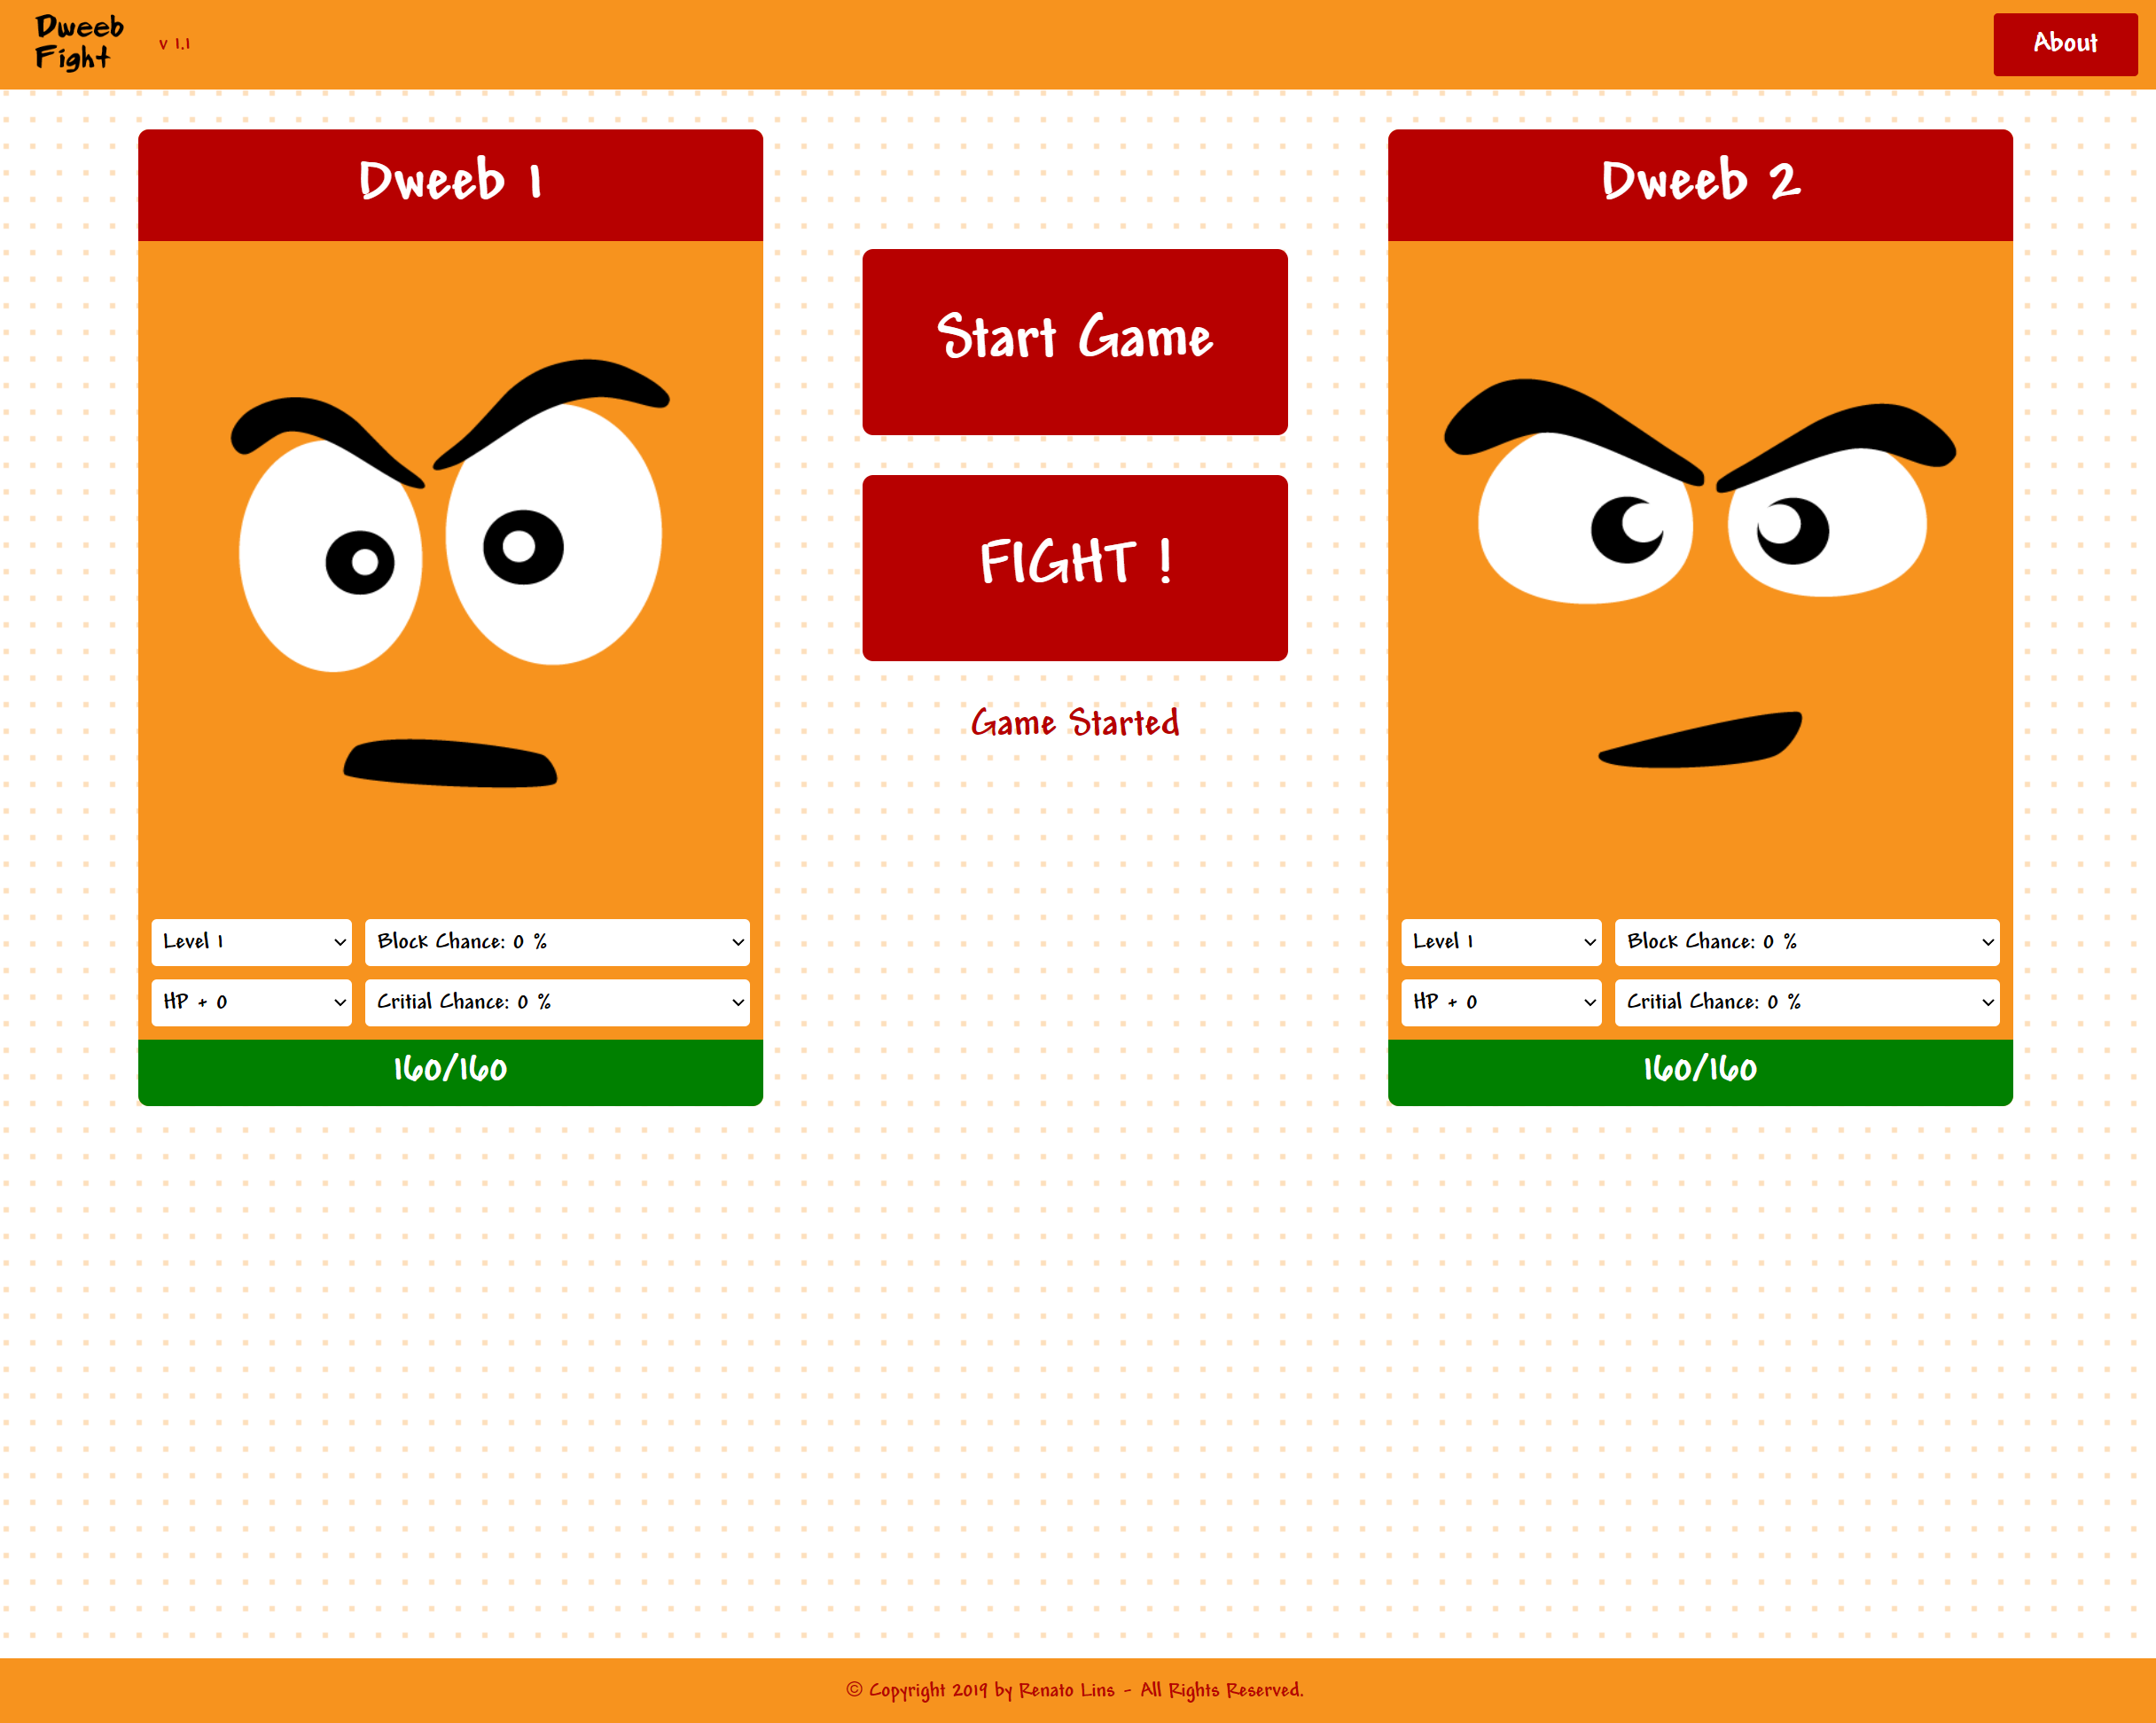 Dweeb
Fight
v 1.1
About
Dweeb 1
Start Game
FIGHT !
Game Started
Level 1
Block Chance: 0 %
HP + 0
Critial Chance: 0 %
160/160
Dweeb 2
Level 1
Block Chance: 0 %
HP + 0
Critial Chance: 0 %
160/160
© Copyright 2019 by Renato Lins - All Rights Reserved.